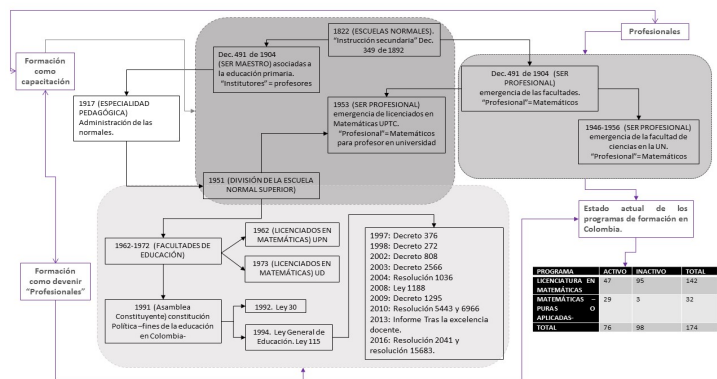 1822 (ESCUELAS NORMALES).
"Instrucción secundaria" Dec.
349 de 1892
Profesionales
Formación
como
capacitación
Dec. 491 de 1904
(SER MAESTRO) asociadas a
la educación primaria.
"Institutores" = profesores
Dec. 491 de 1904 (SER
PROFESIONAL)
emergencia de las facultades.
"Profesional"= Matemáticos
1917 (ESPECIALIDAD
PEDAGÓGICA)
Administración de las
normales.
1953 (SER PROFESIONAL)
emergencia de licenciados en
Matemáticas UPTC.
"Profesional"= Matemáticos
para profesor en universidad
1946-1956 (SER PROFESIONAL)
emergencia de la facultad de
ciencias en la UN.
"Profesional"= Matemáticos
1951 (DIVISIÓN DE LA ESCUELA
NORMAL SUPERIOR)
Estado actual de los
programas de formación en
Colombia.
1962-1972 (FACULTADES DE
EDUCACIÓN)
1962 (LICENCIADOS EN
MATEMÁTICAS) UPN
1973 (LICENCIADOS EN
MATEMÁTICAS) UD
1997: Decreto 376
1998: Decreto 272
2002: Decreto 808
2003: Decreto 2566
2004: Resolución 1036
2008: Ley 1188
2009: Decreto 1295
2010: Resolución 5443 y 6966
2013: Informe Tras la excelencia
docente.
2016: Resolución 2041 y
resolución 15683.
Formación
como devenir
"Profesionales"
1991 (Asamblea
Constituyente) constitución
Política –fines de la educación
en Colombia-
1992. Ley 30
1994. Ley General de
Educación. Ley 115
PROGRAMA ACTIVO INACTIVO TOTAL
LICENCIATURA EN 47 95 142
MATEMÁTICAS
MATEMÁTICAS – 29 3 32
PURAS O
APLICADAS-
TOTAL 76 98 174